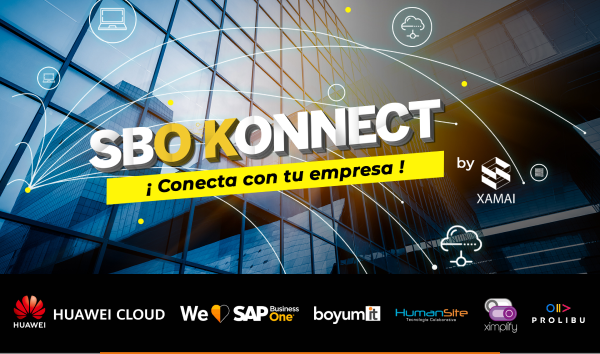 SBO KONNECT
¡ Conecta con tu empresa !
by
XAMAI
HUAWEI
HUAWEI CLOUD
We SAP Business One
boyumit
HumanSite
Tecnología Colaborativa
ximplify
PROLIBU